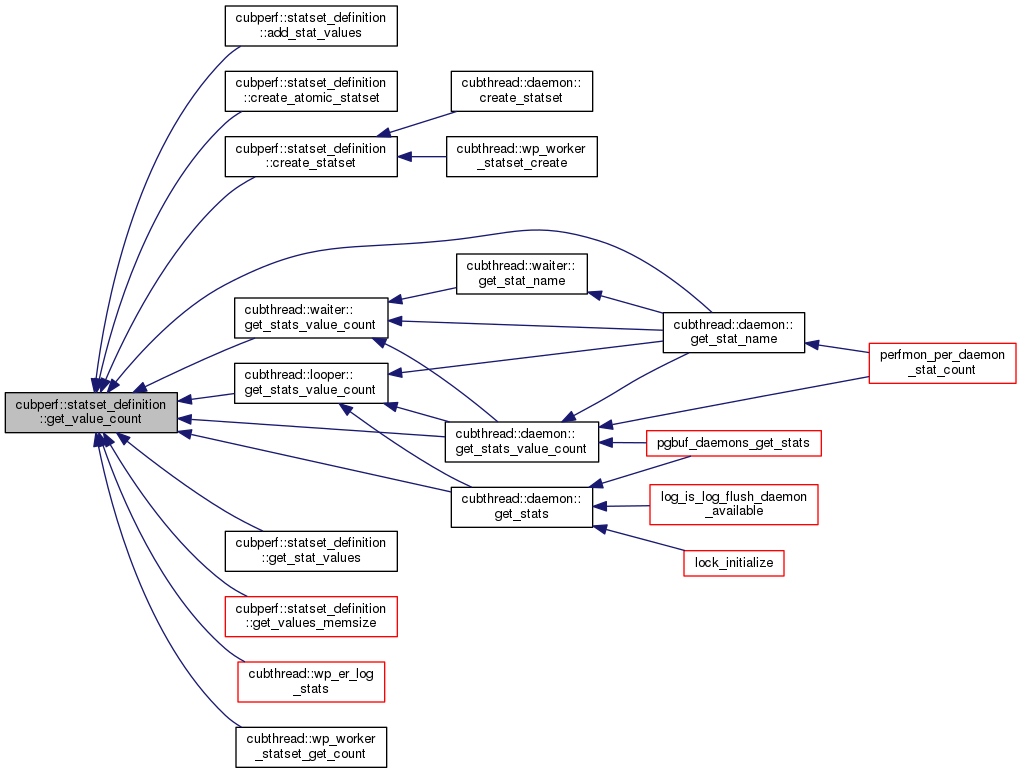 cubperf::statset_definition
::add_stat_values
cubperf::statset_definition
::create_atomic_statset
cubthread::daemon::
create_statset
cubperf::statset_definition
::create_statset
cubthread::wp_worker
_statset_create
cubthread::waiter::
get_stat_name
cubthread::waiter::
get_stats_value_count
cubthread::daemon::
get_stat_name
perfmon_per_daemon
_stat_count
cubthread::looper::
get_stats_value_count
cubperf::statset_definition
::get_value_count
cubthread::daemon::
get_stats_value_count
pgbuf_daemons_get_stats
cubthread::daemon::
get_stats
log_is_log_flush_daemon
_available
cubperf::statset_definition
::get_stat_values
lock_initialize
cubperf::statset_definition
::get_values_memsize
cubthread::wp_er_log
_stats
cubthread::wp_worker
_statset_get_count